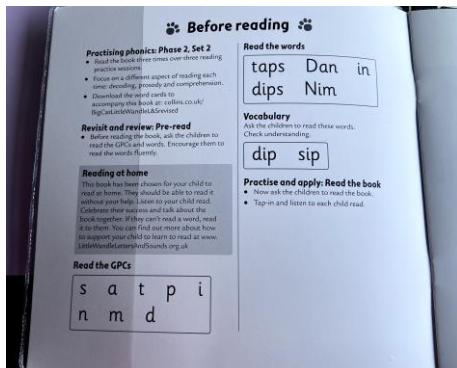 Before reading
Practising phonics: Phase 2, Set 2
• Read the book three times over three reading
practice sessions.
• Focus on a different aspect of reading each
time: decoding, prosody and comprehension.
• Download the word cards to
accompany this book at: collins.co.uk/
BigCatLittleWandleL&Srevised
Revisit and review: Pre-read
• Before reading the book, ask the children to
read the GPCs and words. Encourage them to
read the words fluently.
Reading at home
This book has been chosen for your child to
read at home. They should be able to read it
without your help. Listen to your child read.
Celebrate their success and talk about the
book together. If they can't read a word, read
it to them. You can find out more about how
to support your child to learn to read at www.
LittleWandleLettersAndSounds.org.uk
Read the GPCs
s a t p i
n m d
Read the words
taps Dan in
dips Nim
Vocabulary
Ask the children to read these words.
Check understanding.
dip sip
Practise and apply: Read the book
• Now ask the children to read the book.
• Tap-in and listen to each child read.